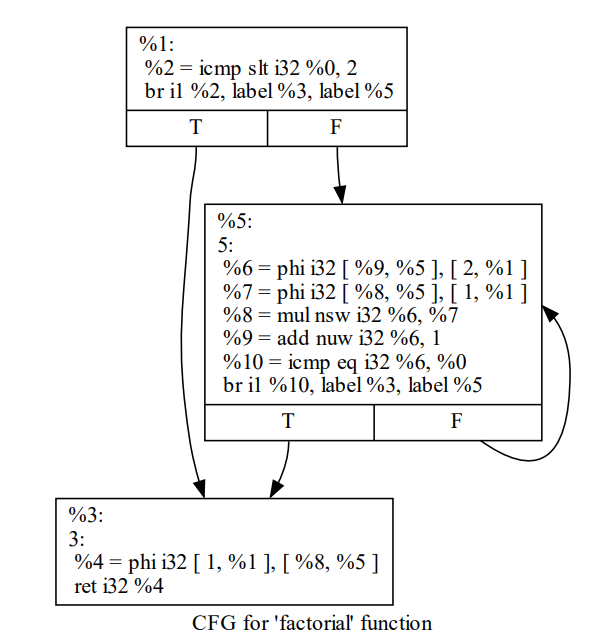 %1:
%2 = icmp slt i32 %0, 2
br i1 %2, label %3, label %5
T
F
%5:
5:
%6 = phi i32 [ %9, %5 ], [ 2, %1 ]
%7 = phi i32 [ %8, %5 ], [ 1, %1 ]
%8 = mul nsw i32 %6, %7
%9 = add nuw i32 %6, 1
%10 = icmp eq i32 %6, %0
br i1 %10, label %3, label %5
T
F
%3:
3:
%4 = phi i32 [ 1, %1 ], [ %8, %5 ]
ret i32 %4
CFG for 'factorial' function